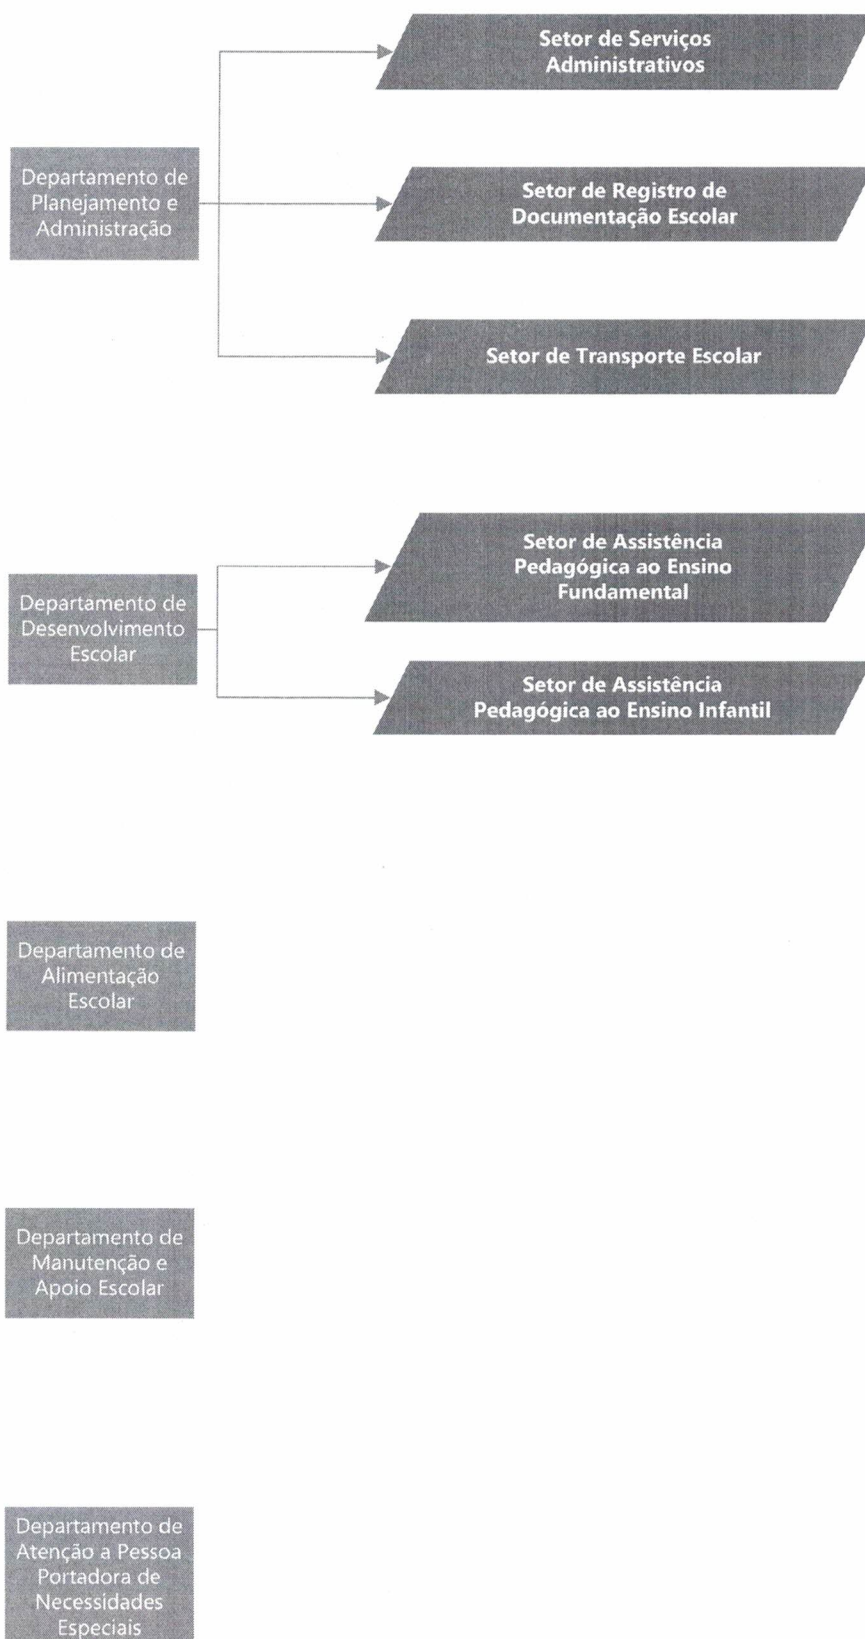 Setor de Serviços
Administrativos
Departamento de
Planejamento e
Administração
Setor de Registro de
Documentação Escolar
Setor de Transporte Escolar
Setor de Assistência
Pedagógica ao Ensino
Fundamental
Departamento de
Desenvolvimento
Escolar
Setor de Assistência
Pedagógica ao Ensino Infantil
Departamento de
Alimentação
Escolar
Departamento de
Manutenção e
Apoio Escolar
Departamento de
Atenção a Pessoa
Portadora de
Necessidades
Especiais